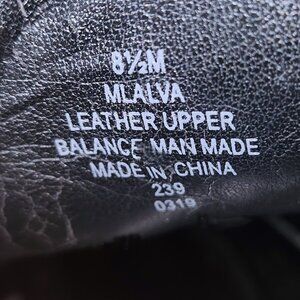 8½M
MLALVA
LEATHER UPPER
BALANCE MAN MADE
MADE IN CHINA
239
0319